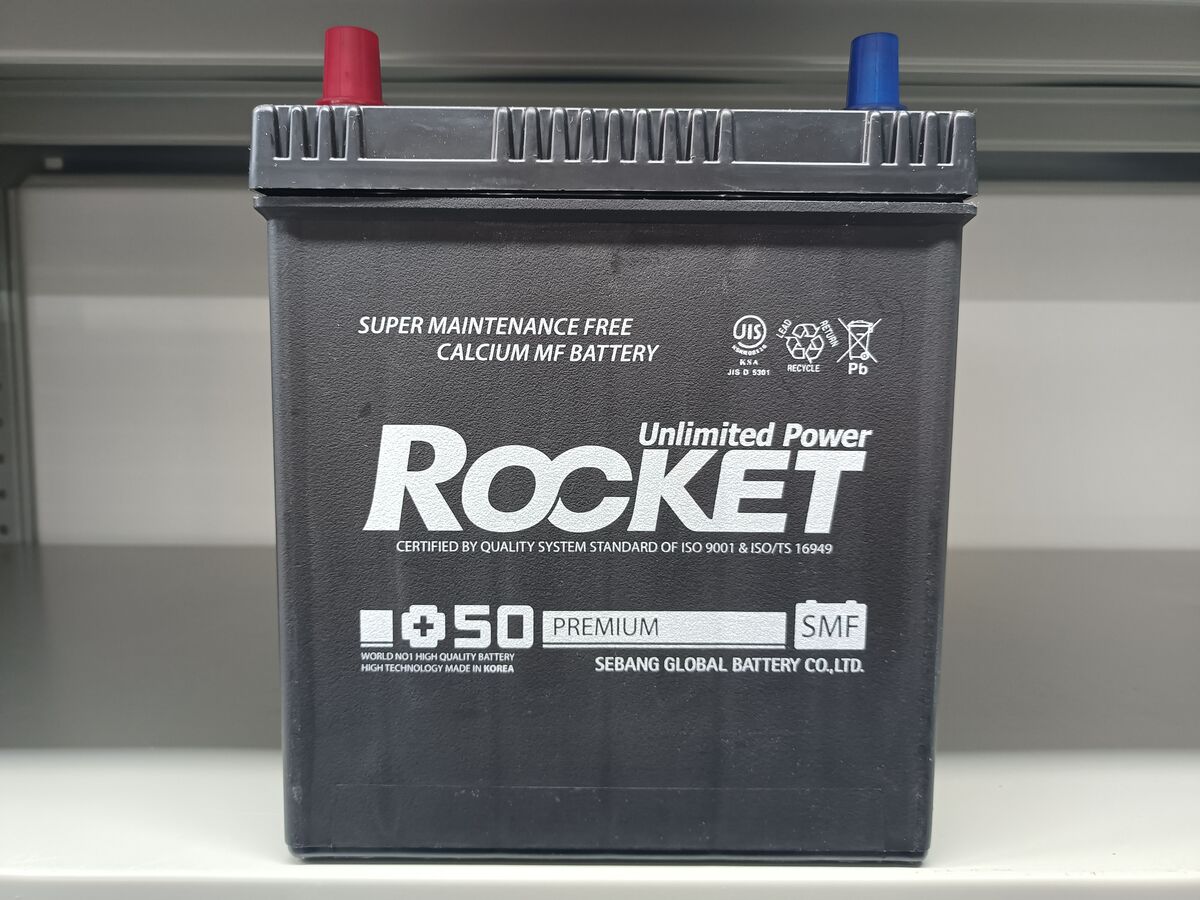 SUPER MAINTENANCE FREE
CALCIUM MF BATTERY
JIS
KSA
JIS D 5301
LEAD
RETURN
RECYCLE
Pb
Unlimited Power
ROCKET
CERTIFIED BY QUALITY SYSTEM STANDARD OF ISO 9001 & ISO/TS 16949
50
PREMIUM
SMF
WORLD NO1 HIGH QUALITY BATTERY
HIGH TECHNOLOGY MADE IN KOREA
SEBANG GLOBAL BATTERY CO.,LTD.